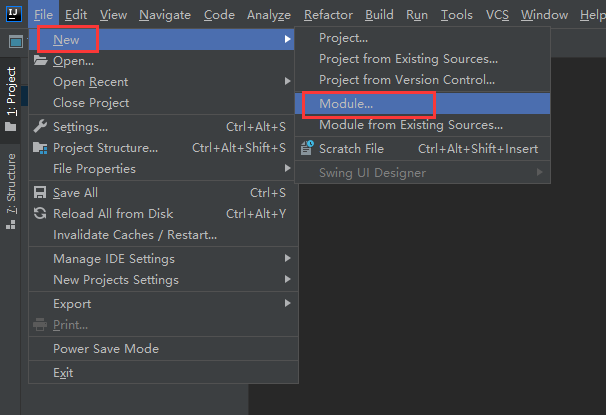 IJ File Edit View Navigate Code Analyze Refactor Build Run Tools VCS Window Help
New
Open...
Open Recent
Close Project
Settings... Ctrl+Alt+S
Project Structure... Ctrl+Alt+Shift+S
File Properties
Save All Ctrl+S
Reload All from Disk Ctrl+Alt+Y
Invalidate Caches / Restart...
Manage IDE Settings
New Projects Settings
Export
Print...
Power Save Mode
Exit
Project...
Project from Existing Sources...
Project from Version Control...
Module...
Module from Existing Sources...
Scratch File Ctrl+Alt+Shift+Insert
Swing UI Designer
1: Project
7: Structure